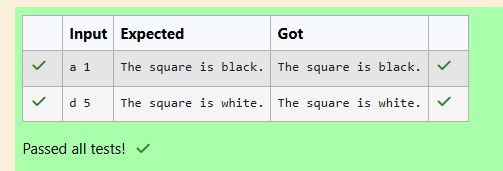 Input Expected Got
a 1 The square is black. The square is black.
d 5 The square is white. The square is white.
Passed all tests!